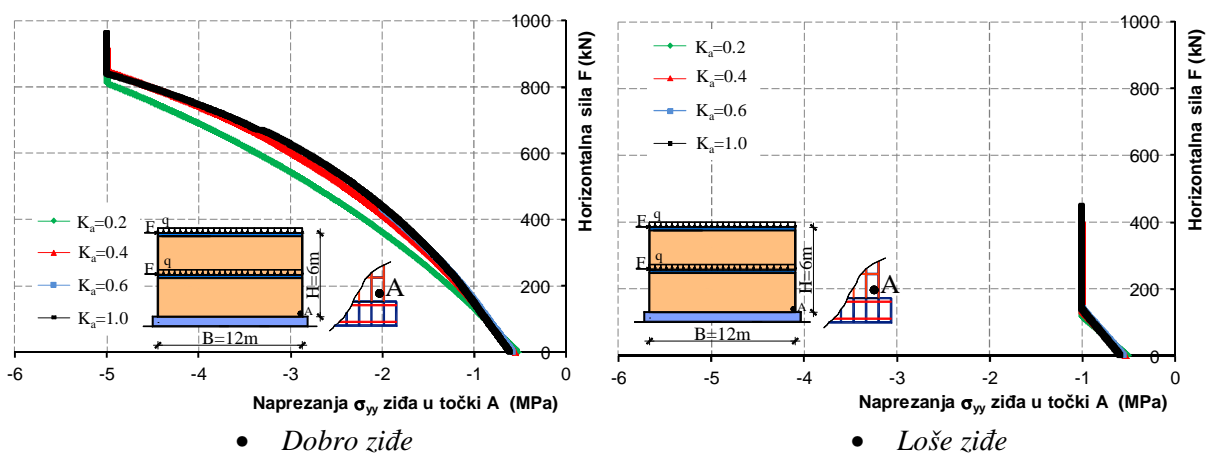 1000
800
600
400
200
0
Horizontalna sila F (kN)
-6 -5 -4 -3 -2 -1 0
Naprezanja σyy ziđa u točki A (MPa)
Ka=0.2
Ka=0.4
Ka=0.6
Ka=1.0
F q
F q
H=6m
A
B=12m
A
• Dobro ziđe
1000
800
600
400
200
0
Horizontalna sila F (kN)
-6 -5 -4 -3 -2 -1 0
Naprezanja σyy ziđa u točki A (MPa)
Ka=0.2
Ka=0.4
Ka=0.6
Ka=1.0
F q
F q
H=6m
A
B=12m
A
• Loše ziđe